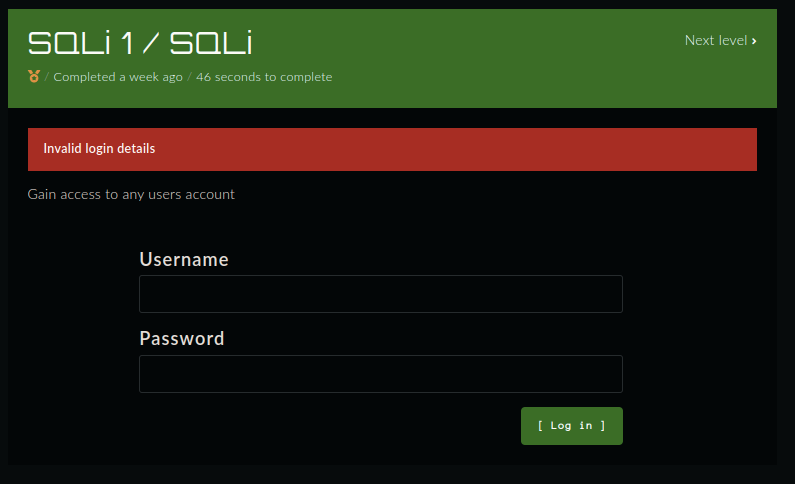 SQLi 1 / SQLi
Next level ›
/ Completed a week ago / 46 seconds to complete
Invalid login details
Gain access to any users account
Username
Password
[ Log in ]